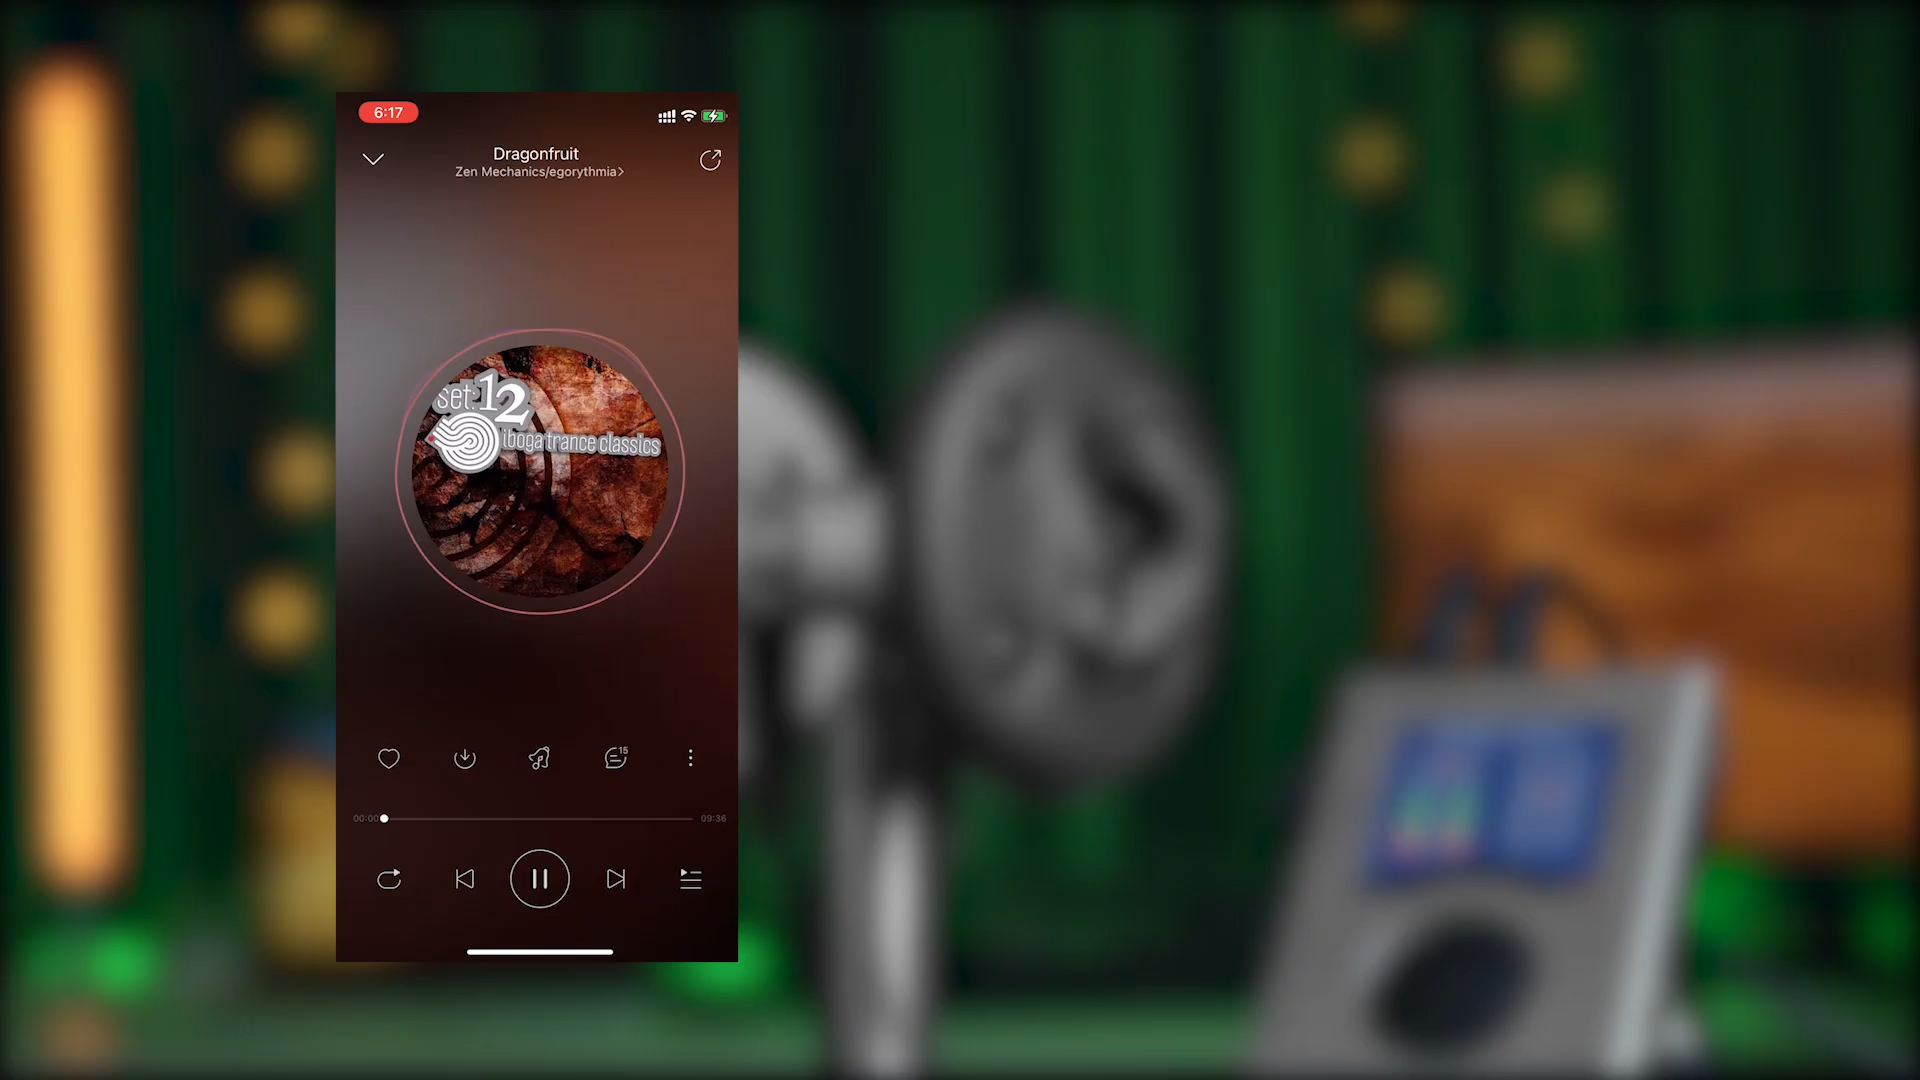 6:17
Dragonfruit
Zen Mechanics/egorythmia>
set:12
iboga trance classics
15
00:00
09:36